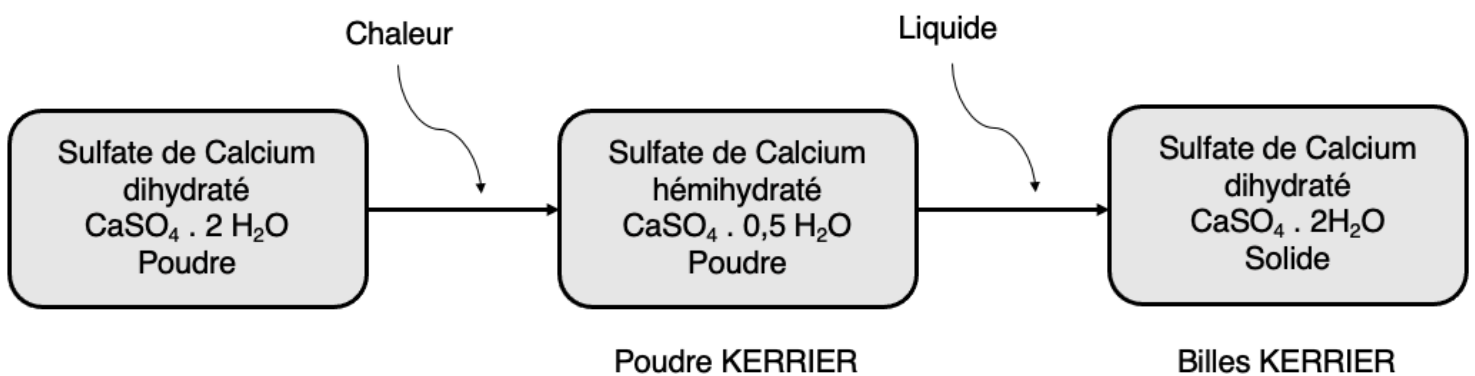 Chaleur
Liquide
Sulfate de Calcium
dihydraté
CaSO₄ . 2 H₂O
Poudre
Sulfate de Calcium
hémihydraté
CaSO₄ . 0,5 H₂O
Poudre
Sulfate de Calcium
dihydraté
CaSO₄ . 2H₂O
Solide
Poudre KERRIER
Billes KERRIER